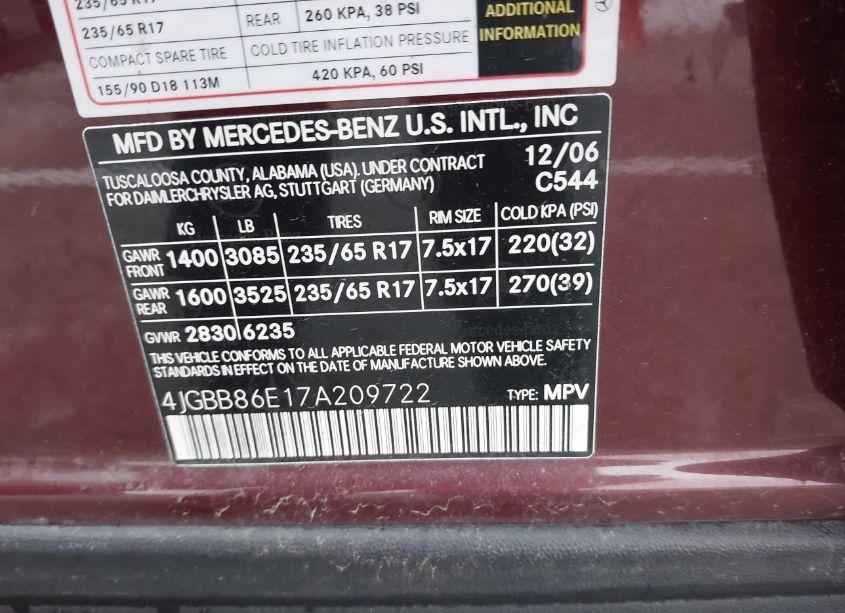 235/65 R17
235/65 R17 REAR 260 KPA, 38 PSI
COMPACT SPARE TIRE COLD TIRE INFLATION PRESSURE
155/90 D18 113M 420 KPA, 60 PSI
ADDITIONAL
INFORMATION
MFD BY MERCEDES-BENZ U.S. INTL., INC
TUSCALOOSA COUNTY, ALABAMA (USA). UNDER CONTRACT 12/06
FOR DAIMLERCHRYSLER AG, STUTTGART (GERMANY) C544
KG LB TIRES RIM SIZE COLD KPA (PSI)
GAWR FRONT 1400 3085 235/65 R17 7.5x17 220(32)
GAWR REAR 1600 3525 235/65 R17 7.5x17 270(39)
GVWR 2830 6235
Mercedes-Benz
THIS VEHICLE CONFORMS TO ALL APPLICABLE FEDERAL MOTOR VEHICLE SAFETY
STANDARDS IN EFFECT ON THE DATE OF MANUFACTURE SHOWN ABOVE.
4JGBB86E17A209722 TYPE: MPV